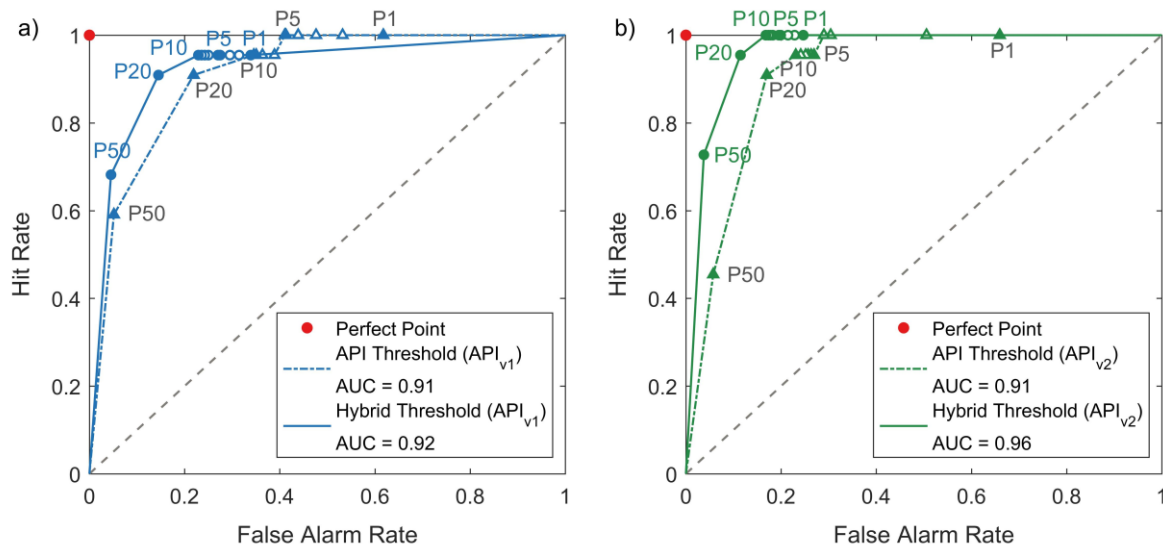 a)
P10
P5
P1
P5
P1
P20
P10
P20
P50
P50
1
0.8
0.6
0.4
0.2
0
Hit Rate
Perfect Point
API Threshold (API_v1)
AUC = 0.91
Hybrid Threshold (API_v1)
AUC = 0.92
0 0.2 0.4 0.6 0.8 1
False Alarm Rate
b)
P10 P5 P1
P20
P10
P5
P1
P20
P50
P50
1
0.8
0.6
0.4
0.2
0
Hit Rate
Perfect Point
API Threshold (API_v2)
AUC = 0.91
Hybrid Threshold (API_v2)
AUC = 0.96
0 0.2 0.4 0.6 0.8 1
False Alarm Rate